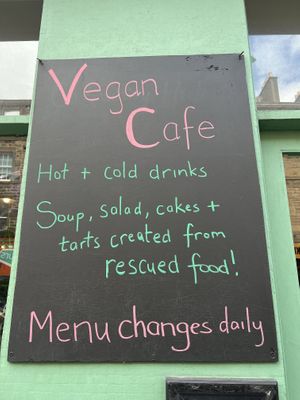 Vegan
Cafe
Hot + cold drinks
Soup, salad, cakes +
tarts created from
rescued food!
Menu changes daily